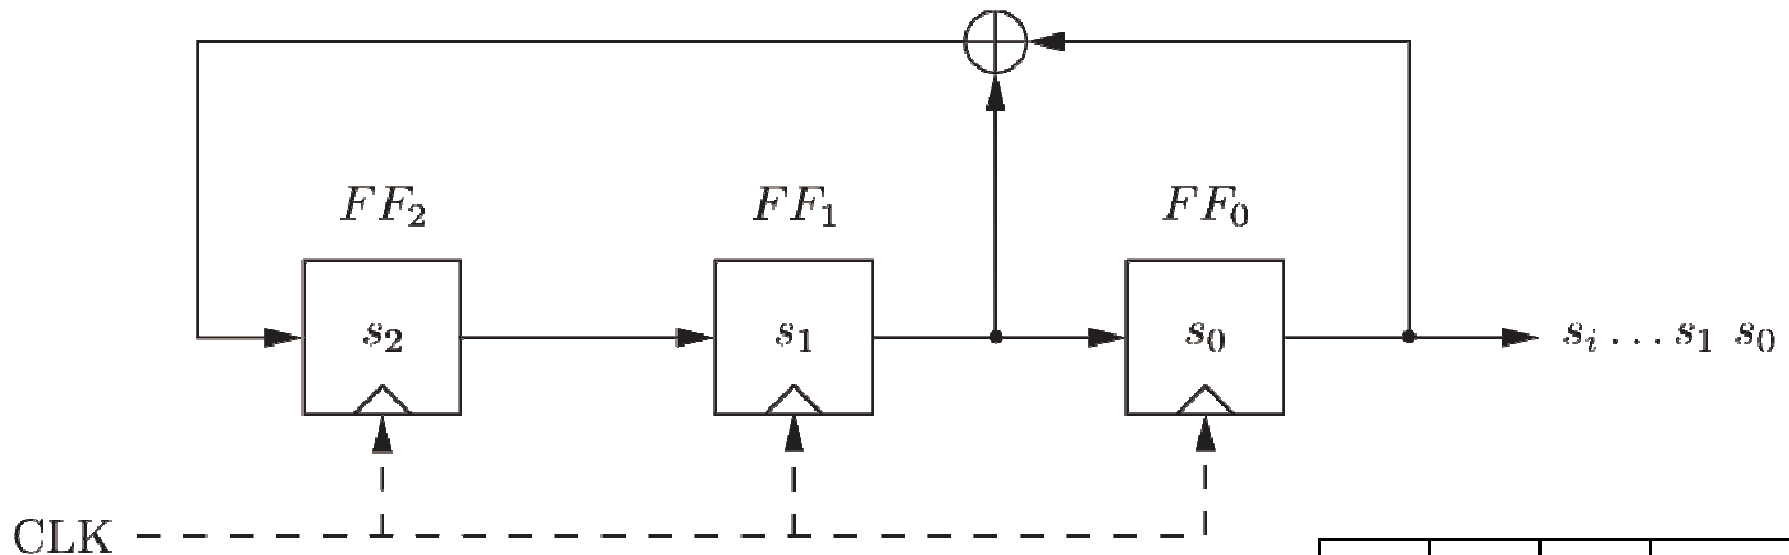 FF₂ FF₁ FF₀
s₂ s₁ s₀ sᵢ ... s₁ s₀
CLK